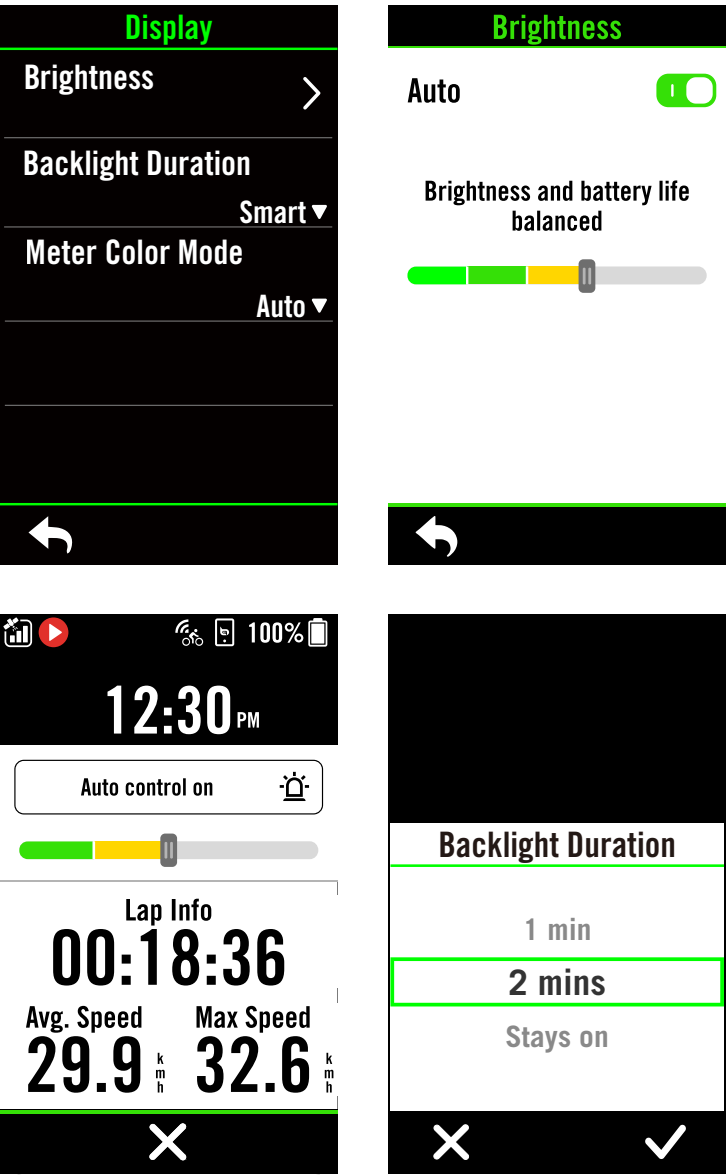 Display
Brightness
Backlight Duration
Smart
Meter Color Mode
Auto
Brightness
Auto
Brightness and battery life
balanced
100%
12:30 PM
Auto control on
Lap Info
00:18:36
Avg. Speed Max Speed
29.9 kmh 32.6 kmh
Backlight Duration
1 min
2 mins
Stays on